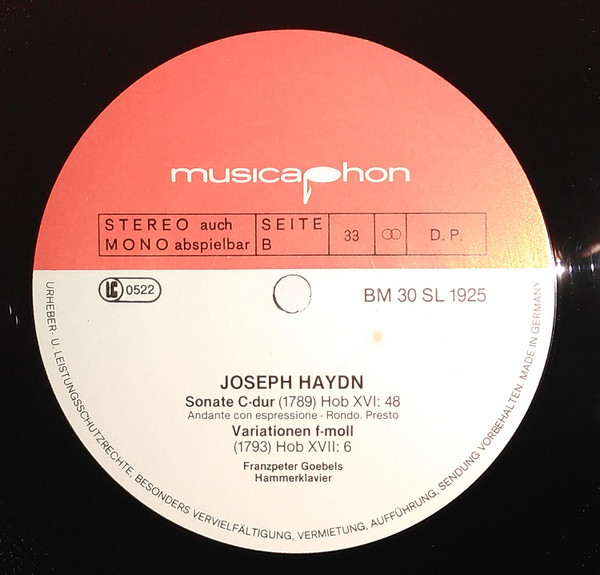 musicaphon
STEREO auch
MONO abspielbar
SEITE
B
33
D. P.
LC 0522
BM 30 SL 1925
JOSEPH HAYDN
Sonate C-dur (1789) Hob XVI: 48
Andante con espressione - Rondo. Presto
Variationen f-moll
(1793) Hob XVII: 6
Franzpeter Goebels
Hammerklavier
URHEBER- U. LEISTUNGSSCHUTZRECHTE, BESONDERS VERVIELFÄLTIGUNG, VERMIETUNG, AUFFÜHRUNG, SENDUNG VORBEHALTEN. MADE IN GERMANY